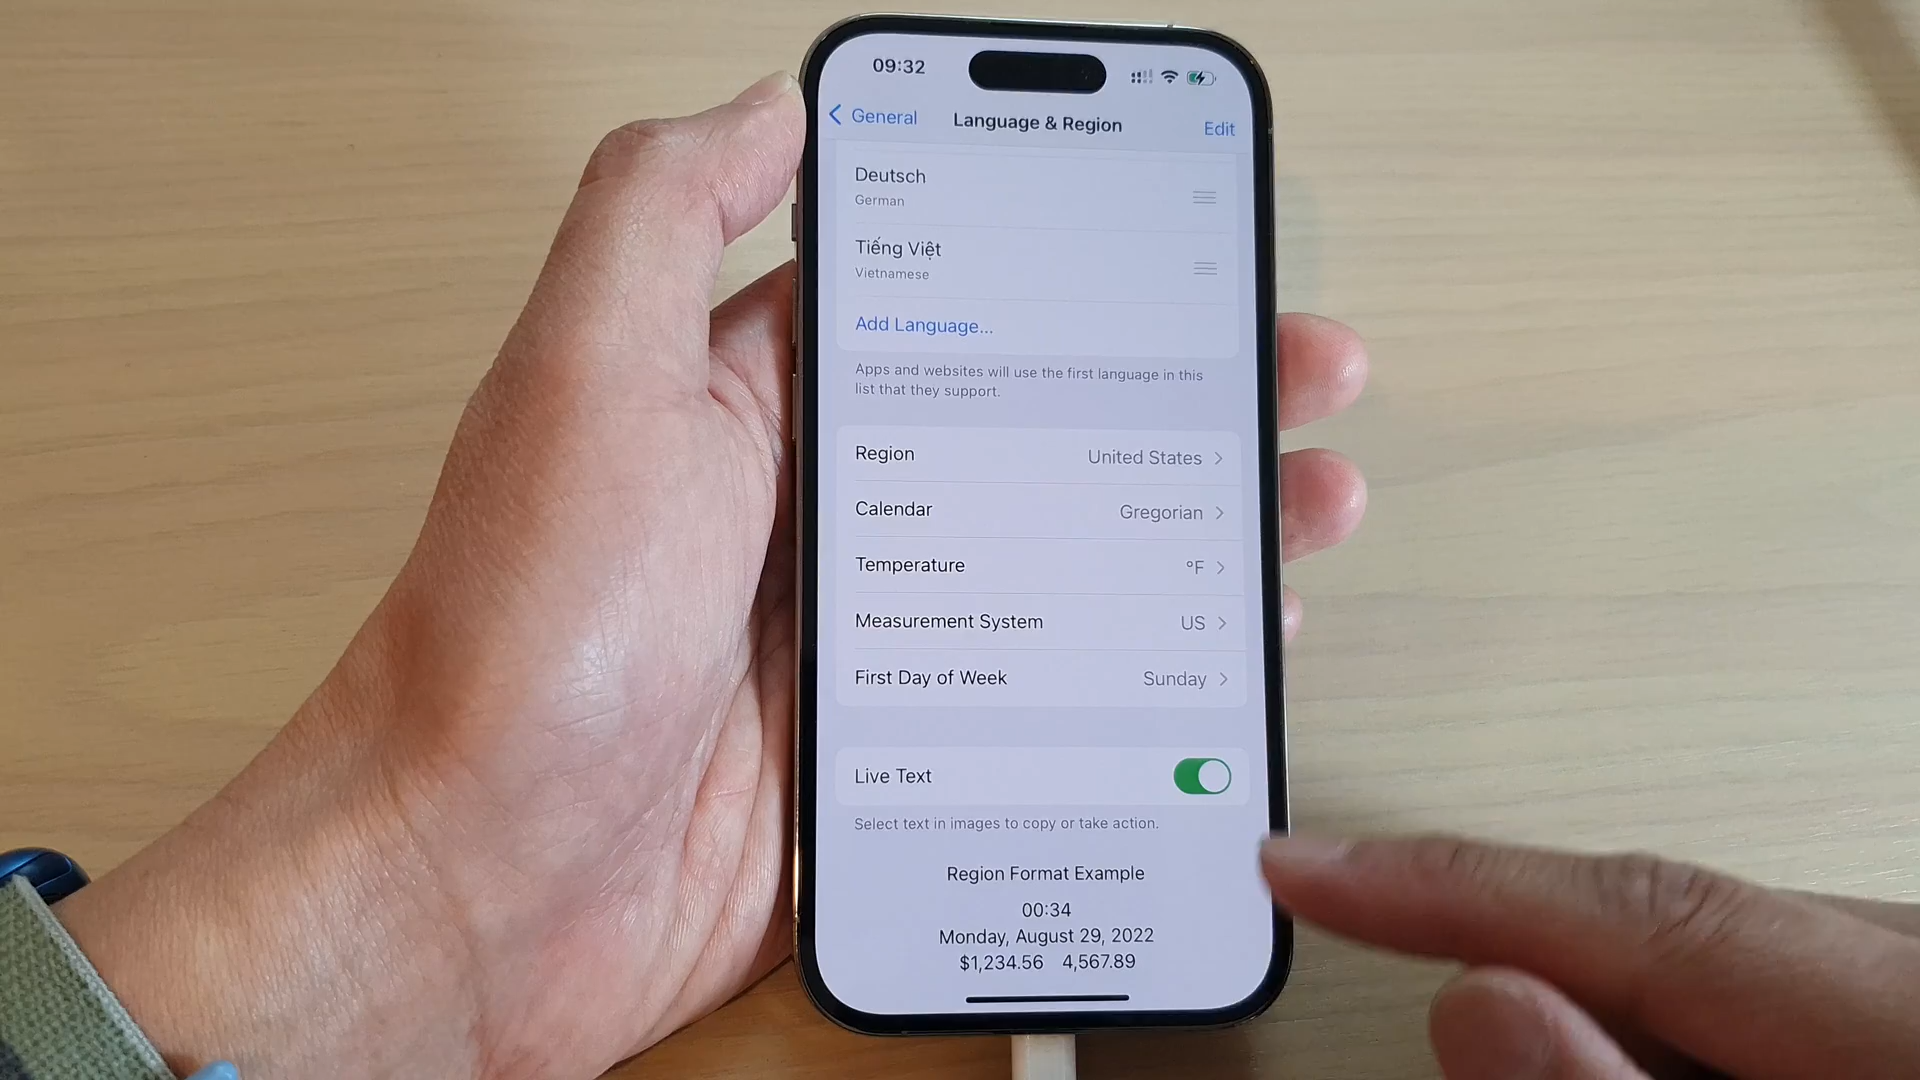 09:32
General
Language & Region
Edit
Deutsch
German
Tiếng Việt
Vietnamese
Add Language...
Apps and websites will use the first language in this
list that they support.
Region United States
Calendar Gregorian
Temperature °F
Measurement System US
First Day of Week Sunday
Live Text
Select text in images to copy or take action.
Region Format Example
00:34
Monday, August 29, 2022
$1,234.56 4,567.89